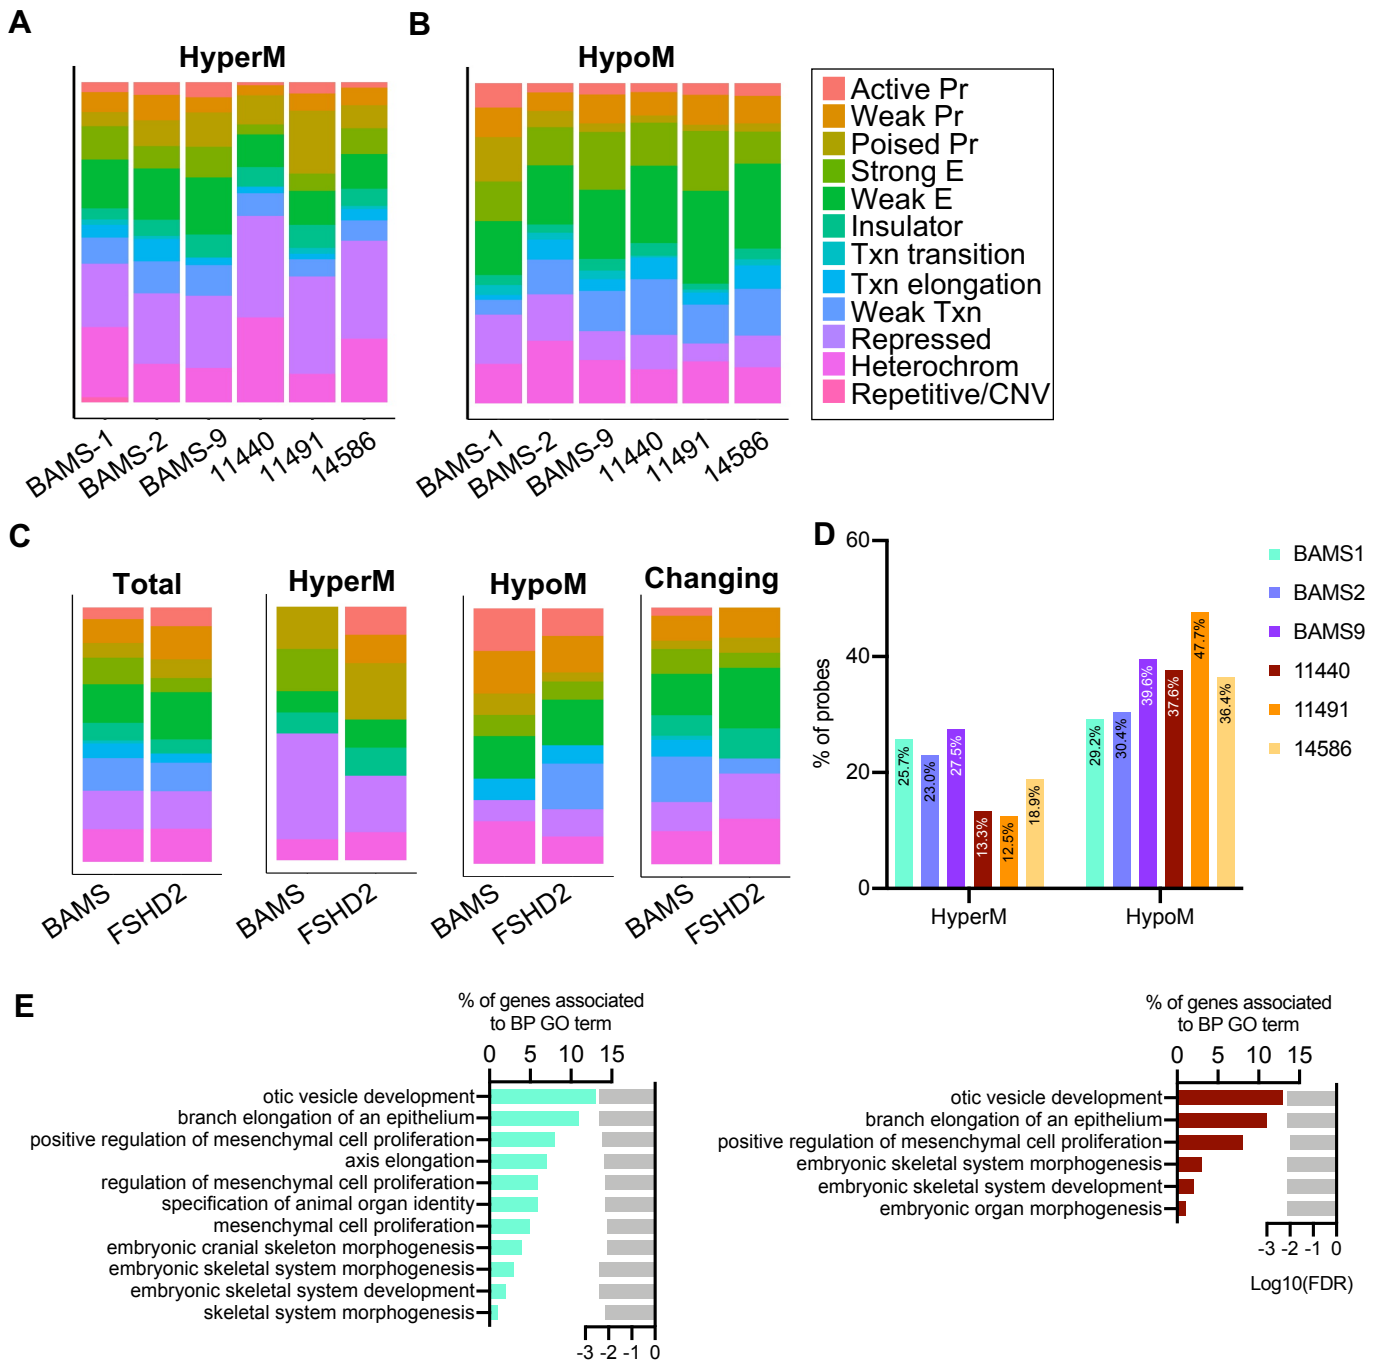 A
HyperM
BAMS-1
BAMS-2
BAMS-9
11440
11491
14586
B
HypoM
BAMS-1
BAMS-2
BAMS-9
11440
11491
14586
Active Pr
Weak Pr
Poised Pr
Strong E
Weak E
Insulator
Txn transition
Txn elongation
Weak Txn
Repressed
Heterochrom
Repetitive/CNV
C
Total
BAMS
FSHD2
HyperM
BAMS
FSHD2
HypoM
BAMS
FSHD2
Changing
BAMS
FSHD2
D
% of probes
60
40
20
0
25.7%
23.0%
27.5%
13.3%
12.5%
18.9%
29.2%
30.4%
39.6%
37.6%
47.7%
36.4%
HyperM
HypoM
BAMS1
BAMS2
BAMS9
11440
11491
14586
E
% of genes associated
to BP GO term
0 5 10 15
otic vesicle development
branch elongation of an epithelium
positive regulation of mesenchymal cell proliferation
axis elongation
regulation of mesenchymal cell proliferation
specification of animal organ identity
mesenchymal cell proliferation
embryonic cranial skeleton morphogenesis
embryonic skeletal system morphogenesis
embryonic skeletal system development
skeletal system morphogenesis
-3 -2 -1 0
% of genes associated
to BP GO term
0 5 10 15
otic vesicle development
branch elongation of an epithelium
positive regulation of mesenchymal cell proliferation
embryonic skeletal system morphogenesis
embryonic skeletal system development
embryonic organ morphogenesis
-3 -2 -1 0
Log10(FDR)